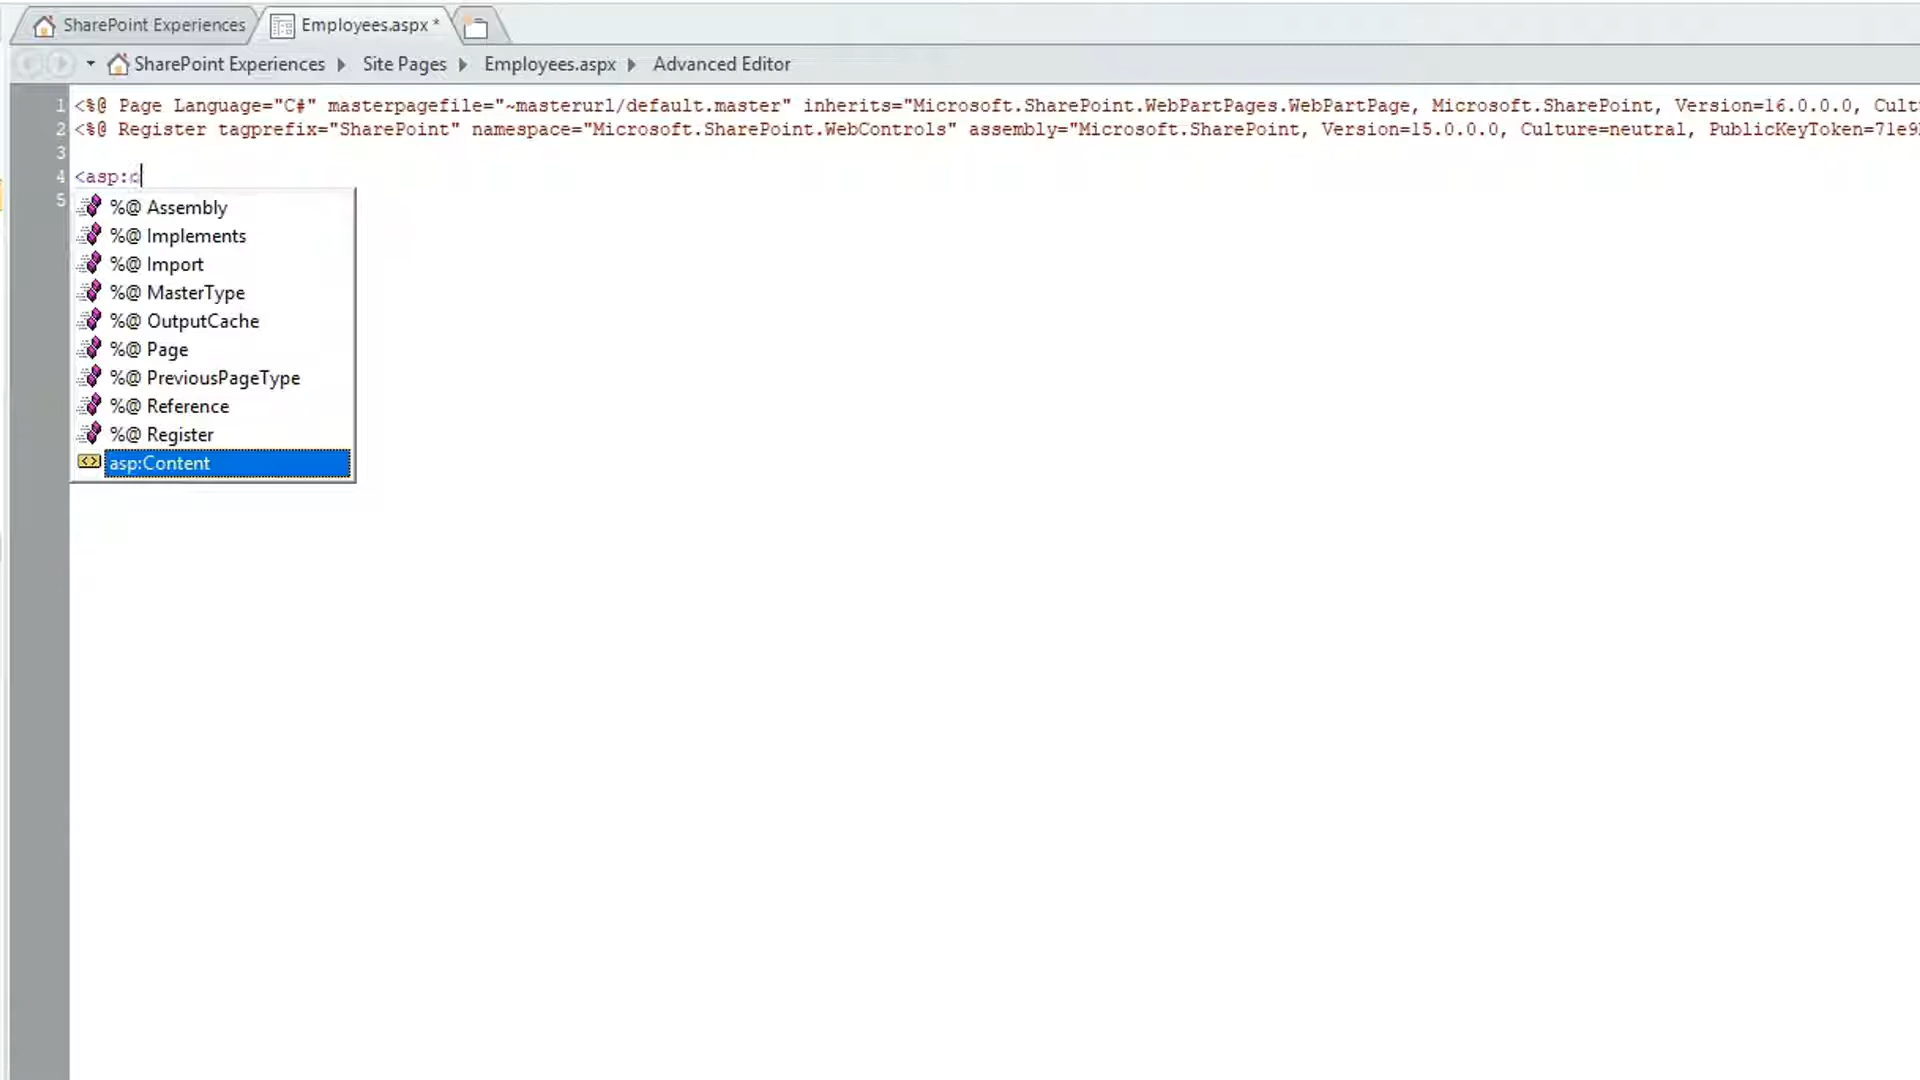 SharePoint Experiences
Employees.aspx *
SharePoint Experiences Site Pages Employees.aspx Advanced Editor
1 <%@ Page Language="C#" masterpagefile="~masterurl/default.master" inherits="Microsoft.SharePoint.WebPartPages.WebPartPage, Microsoft.SharePoint, Version=16.0.0.0, Cult
2 <%@ Register tagprefix="SharePoint" namespace="Microsoft.SharePoint.WebControls" assembly="Microsoft.SharePoint, Version=15.0.0.0, Culture=neutral, PublicKeyToken=71e9
3
4 <asp:c
5
%@ Assembly
%@ Implements
%@ Import
%@ MasterType
%@ OutputCache
%@ Page
%@ PreviousPageType
%@ Reference
%@ Register
asp:Content